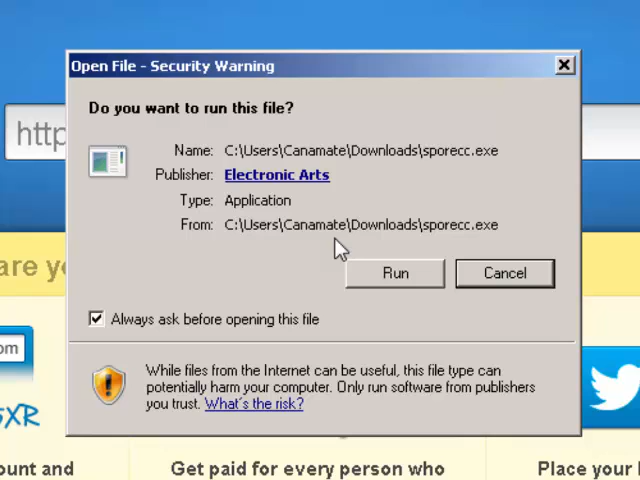 Open File - Security Warning
Do you want to run this file?
http
Name: C:\Users\Canamate\Downloads\sporecc.exe
Publisher: Electronic Arts
Type: Application
From: C:\Users\Canamate\Downloads\sporecc.exe
are yo
Run Cancel
Always ask before opening this file
om
While files from the Internet can be useful, this file type can
potentially harm your computer. Only run software from publishers
you trust. What's the risk?
5XR
ount and Get paid for every person who Place your